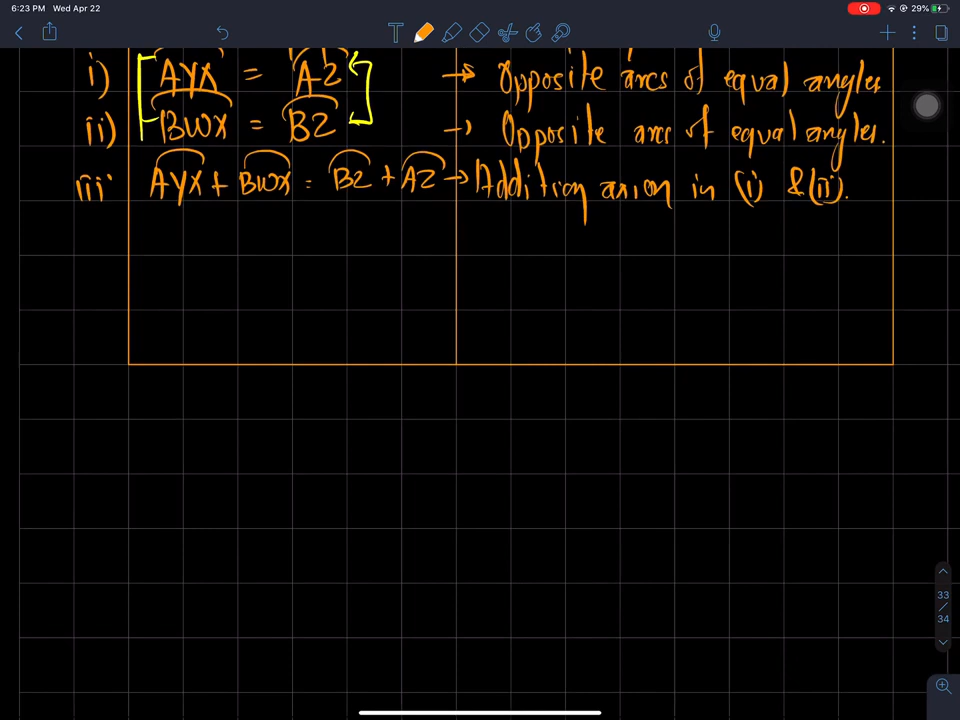 6:23 PM Wed Apr 22 29%
T
i) AYX = AZ → Opposite arcs of equal angles
ii) BWX = BZ → Opposite arcs of equal angles.
iii AYX + BWX = BZ + AZ → Addition axiom in (i) & (ii).
33
/
34